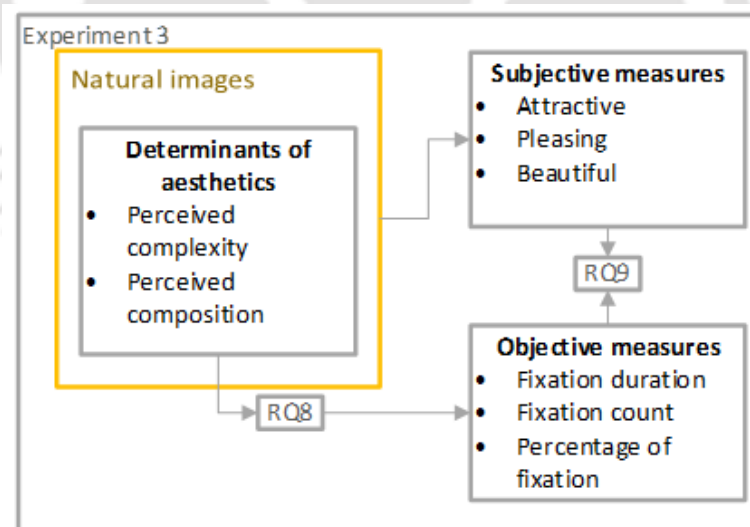 Experiment 3
Natural images
Determinants of
aesthetics
• Perceived
complexity
• Perceived
composition
Subjective measures
• Attractive
• Pleasing
• Beautiful
RQ9
Objective measures
• Fixation duration
• Fixation count
• Percentage of
fixation
RQ8